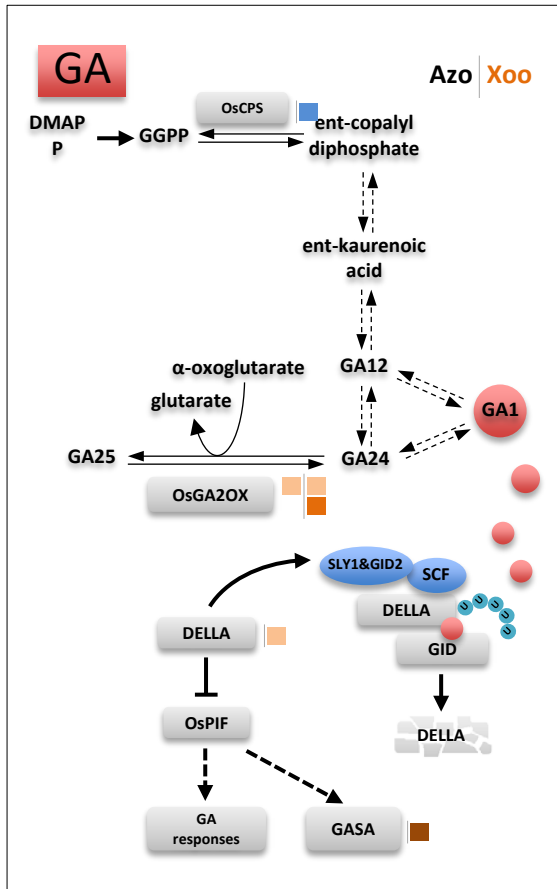 GA
Azo Xoo
OsCPS
DMAP
P
GGPP
ent-copalyl
diphosphate
ent-kaurenoic
acid
GA12
α-oxoglutarate
glutarate
GA1
GA25
GA24
OsGA2OX
SLY1&GID2
SCF
DELLA
U
U
U
U
U
DELLA
GID
OsPIF
DELLA
GA
responses
GASA